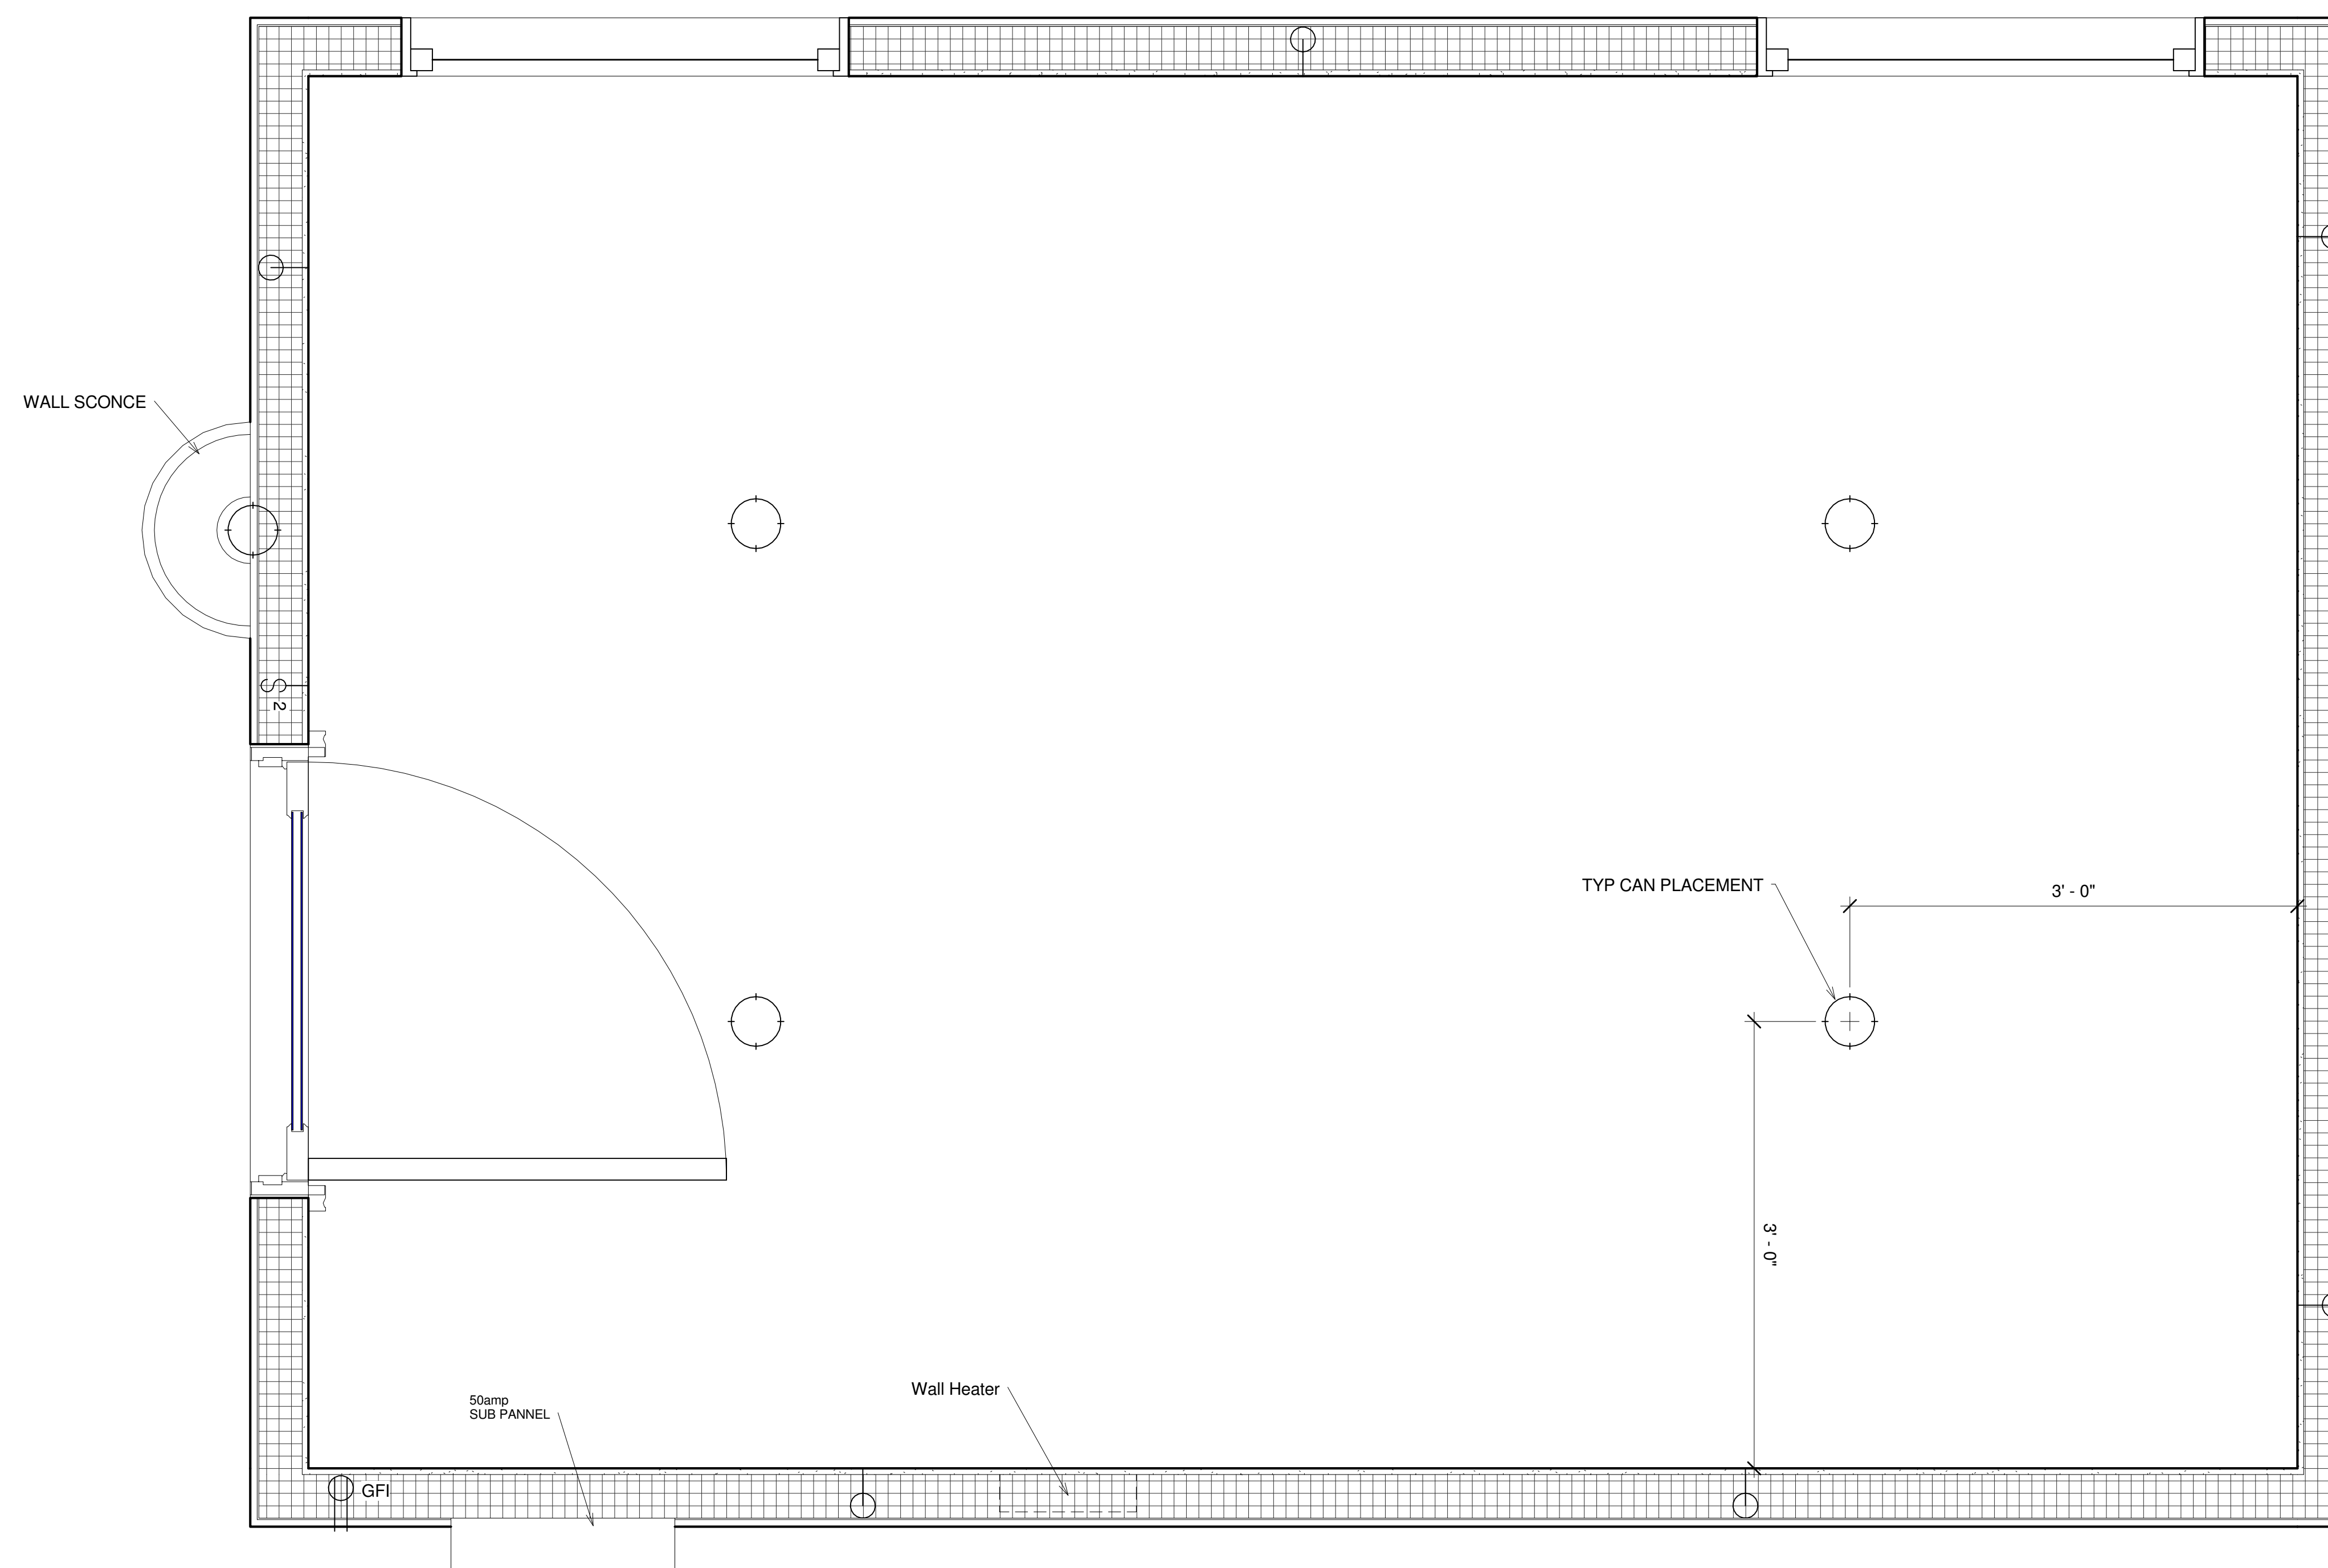 WALL SCONCE
S
2
TYP CAN PLACEMENT
3' - 0"
3' - 0"
Wall Heater
50amp
SUB PANNEL
GFI